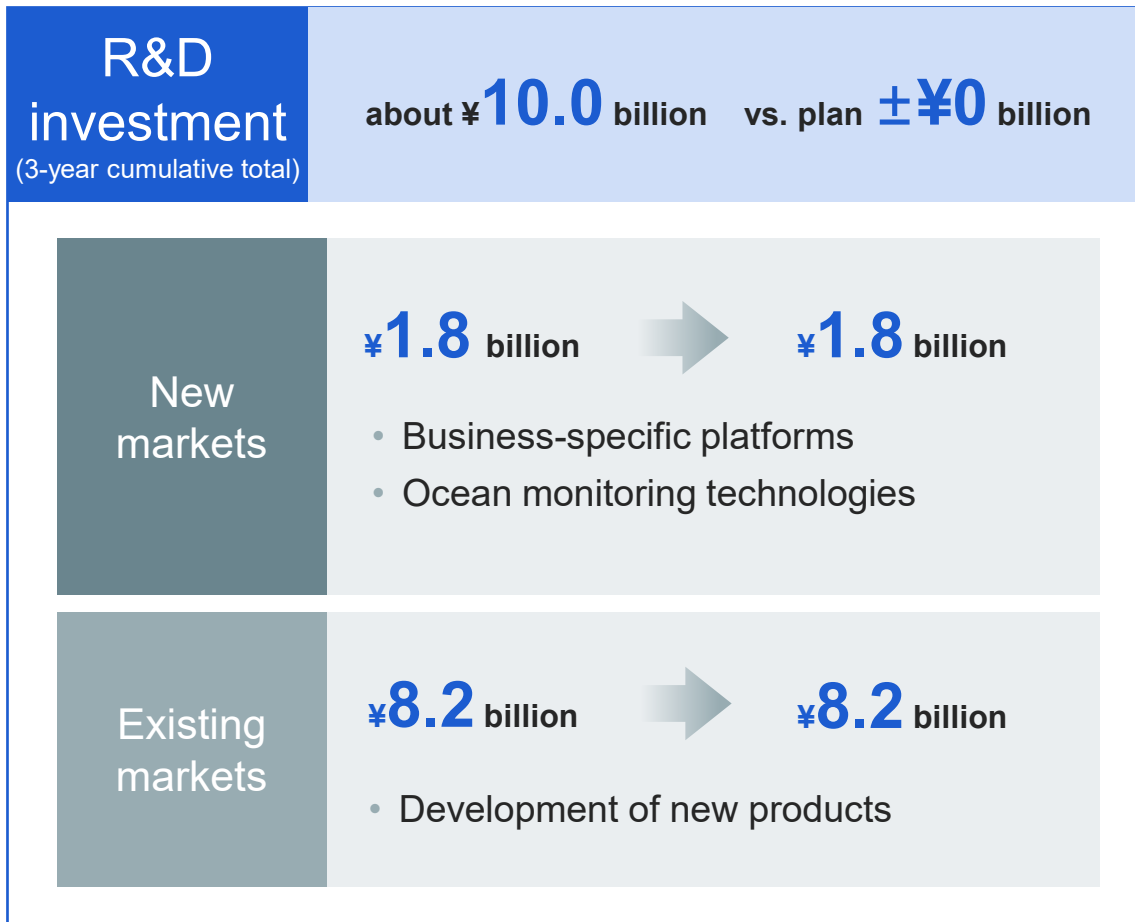 R&D
investment
(3-year cumulative total)
about ¥10.0 billion vs. plan ±¥0 billion
New
markets
¥1.8 billion ¥1.8 billion
• Business-specific platforms
• Ocean monitoring technologies
Existing
markets
¥8.2 billion ¥8.2 billion
• Development of new products